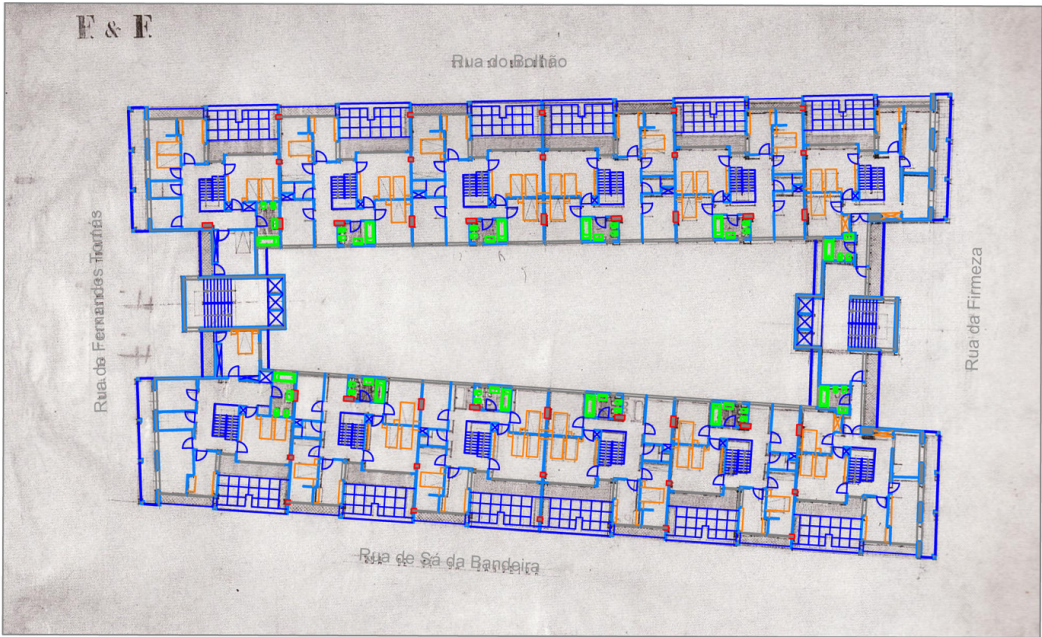 E & F.
Rua do Bolhão
Rua de Fernandes Tomás
Rua da Firmeza
Rua de Sá da Bandeira